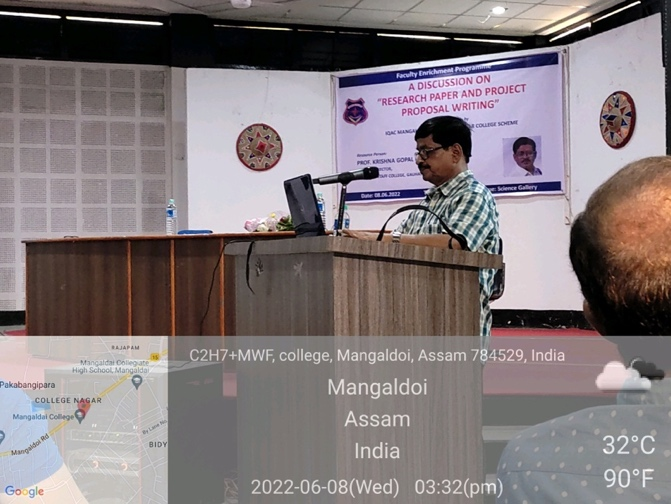 Faculty Enrichment Programme
A DISCUSSION ON
"RESEARCH PAPER AND PROJECT
PROPOSAL WRITING"
IQAC
COLLEGE SCHEME
Resource Person:
PROF. KRISHNA GOPAL
COLLEGE,
Date: 08.06.2022
Science Gallery
C2H7+MWF, college, Mangaldoi, Assam 784529, India
Mangaldoi
Assam
India
2022-06-08(Wed) 03:32(pm)
32°C
90°F
RAJAPAM
15
Mangaldai Collegiate
High School, Mangaldai
Pakabangipara
COLLEGE NAGAR
Mangaldai College
Mangaldoi Rd
BIDY
Google